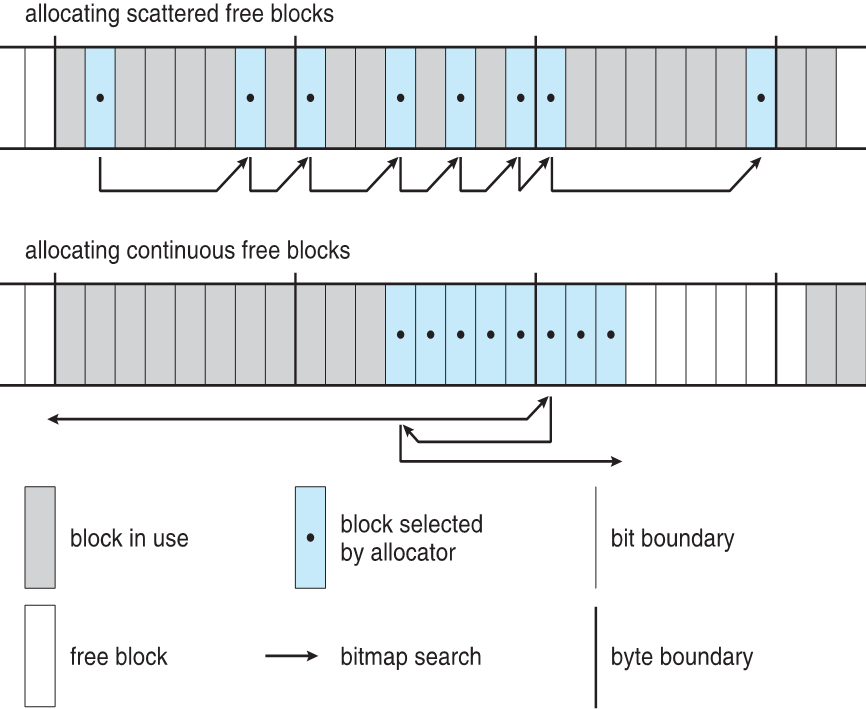 allocating scattered free blocks
allocating continuous free blocks
block in use
block selected
by allocator
bit boundary
free block
bitmap search
byte boundary